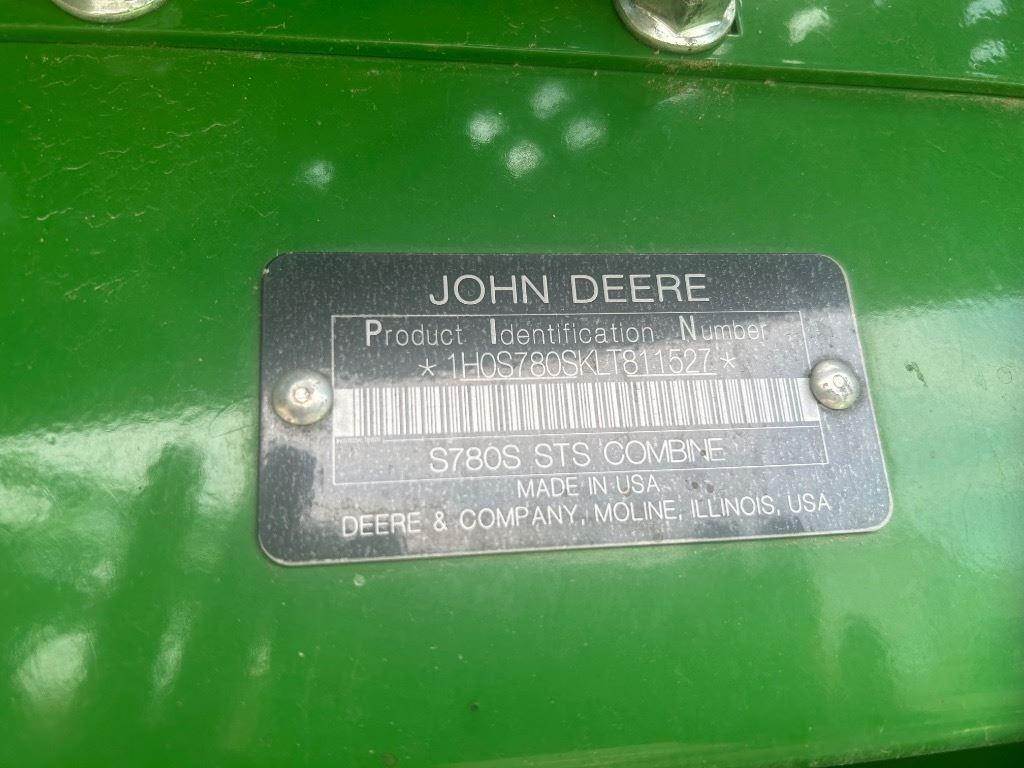 JOHN DEERE
Product Identification Number
* 1H0S780SKLT811527 *
S780S STS COMBINE
MADE IN USA
DEERE & COMPANY, MOLINE, ILLINOIS, USA